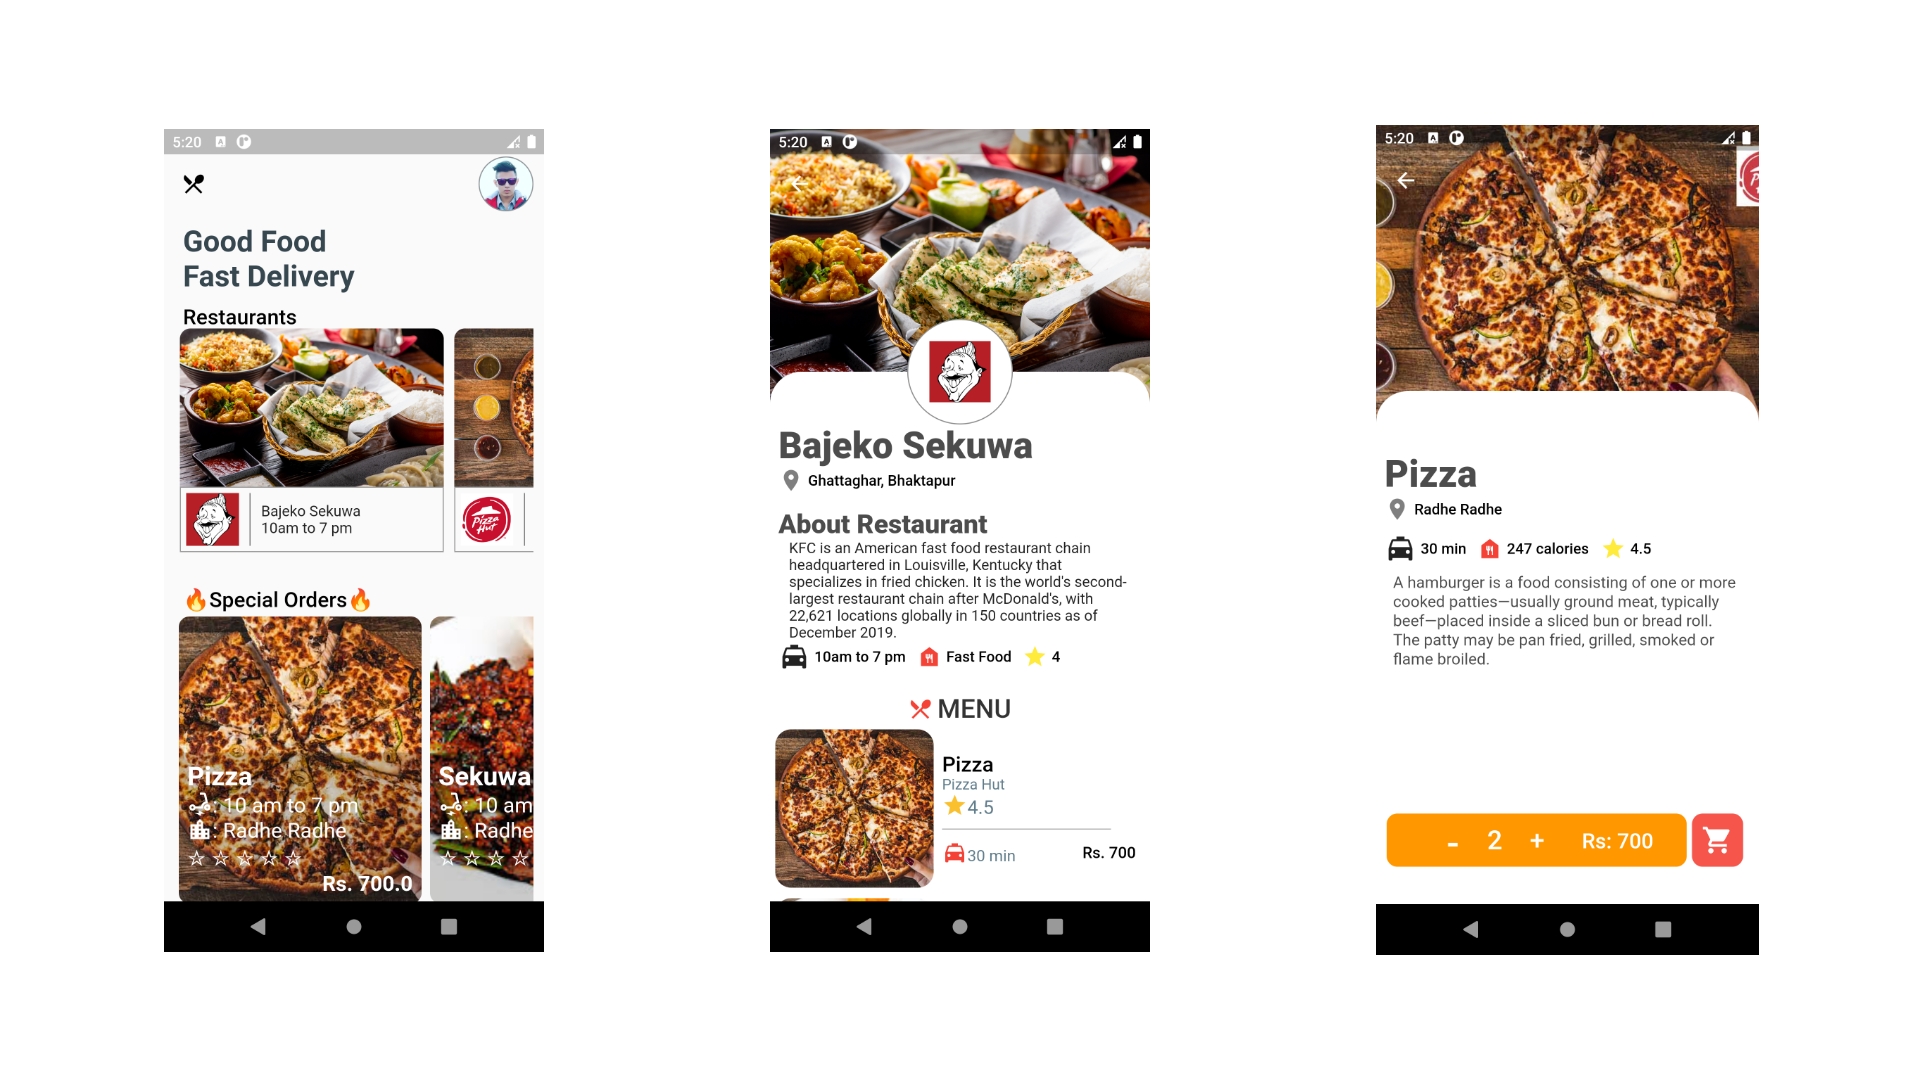 5:20
Good Food
Fast Delivery
Restaurants
Bajeko Sekuwa
10am to 7 pm
Pizza
Hut
🔥Special Orders🔥
Pizza
: 10 am to 7 pm
: Radhe Radhe
☆ ☆ ☆ ☆ ☆
Rs. 700.0
Sekuwa
: 10 am
: Radhe
☆ ☆ ☆ ☆
5:20
Bajeko Sekuwa
Ghattaghar, Bhaktapur
About Restaurant
KFC is an American fast food restaurant chain
headquartered in Louisville, Kentucky that
specializes in fried chicken. It is the world's second-
largest restaurant chain after McDonald's, with
22,621 locations globally in 150 countries as of
December 2019.
10am to 7 pm Fast Food 4
MENU
Pizza
Pizza Hut
4.5
30 min Rs. 700
5:20
Pizza
Radhe Radhe
30 min 247 calories 4.5
A hamburger is a food consisting of one or more
cooked patties—usually ground meat, typically
beef—placed inside a sliced bun or bread roll.
The patty may be pan fried, grilled, smoked or
flame broiled.
- 2 + Rs: 700